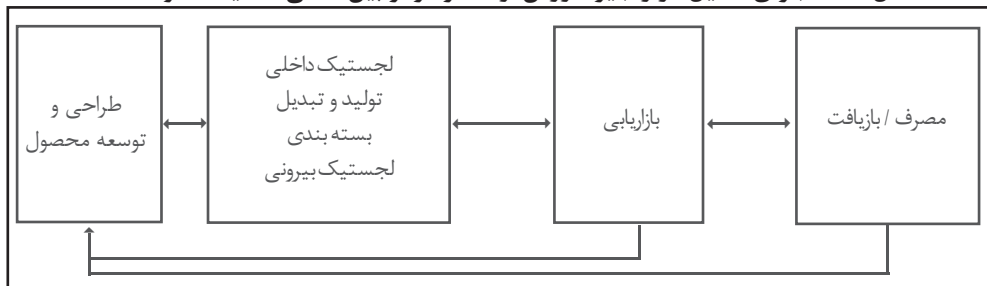 طراحی و
توسعه محصول
لجستیک داخلی
تولید و تبدیل
بسته بندی
لجستیک بیرونی
بازاریابی
مصرف / بازیافت